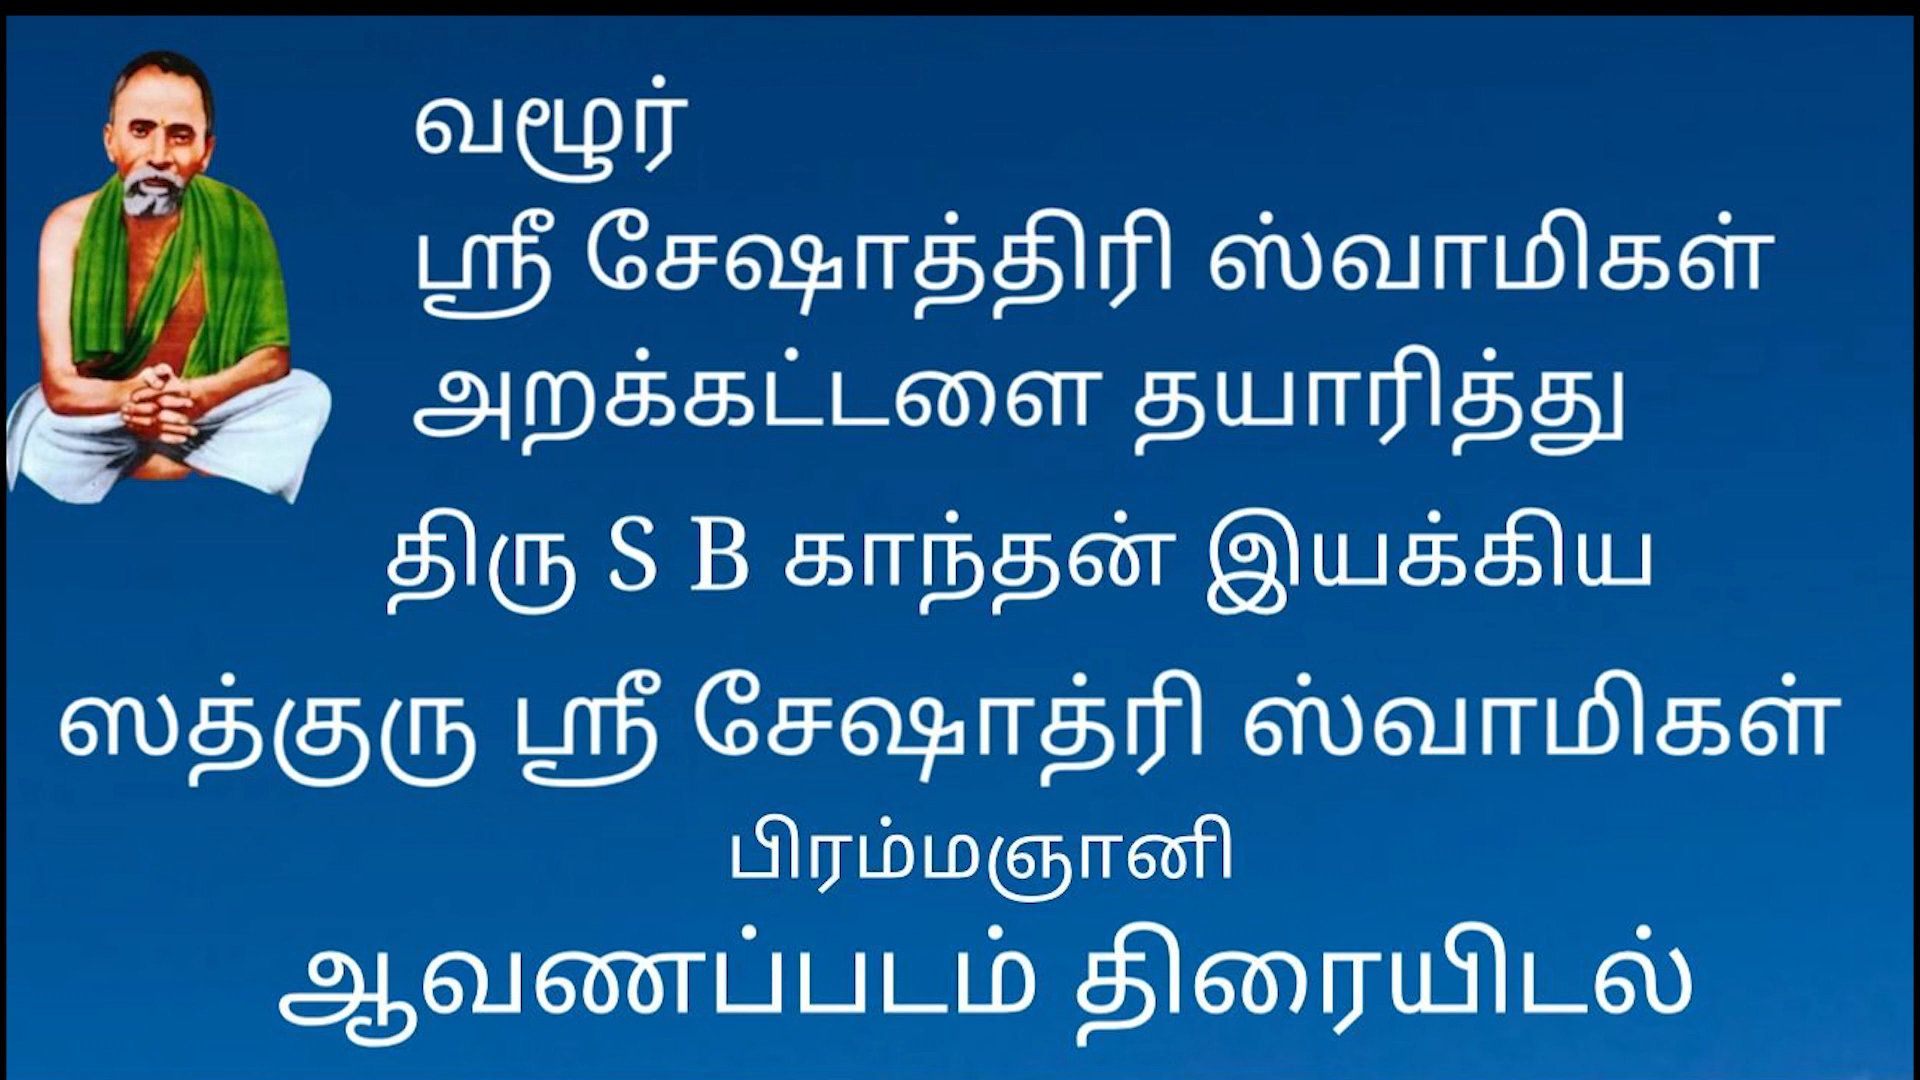 வழூர்
ஸ்ரீ சேஷாத்திரி ஸ்வாமிகள்
அறக்கட்டளை தயாரித்து
திரு S B காந்தன் இயக்கிய
ஸத்குரு ஸ்ரீ சேஷாத்ரி ஸ்வாமிகள்
பிரம்மஞானி
ஆவணப்படம் திரையிடல்